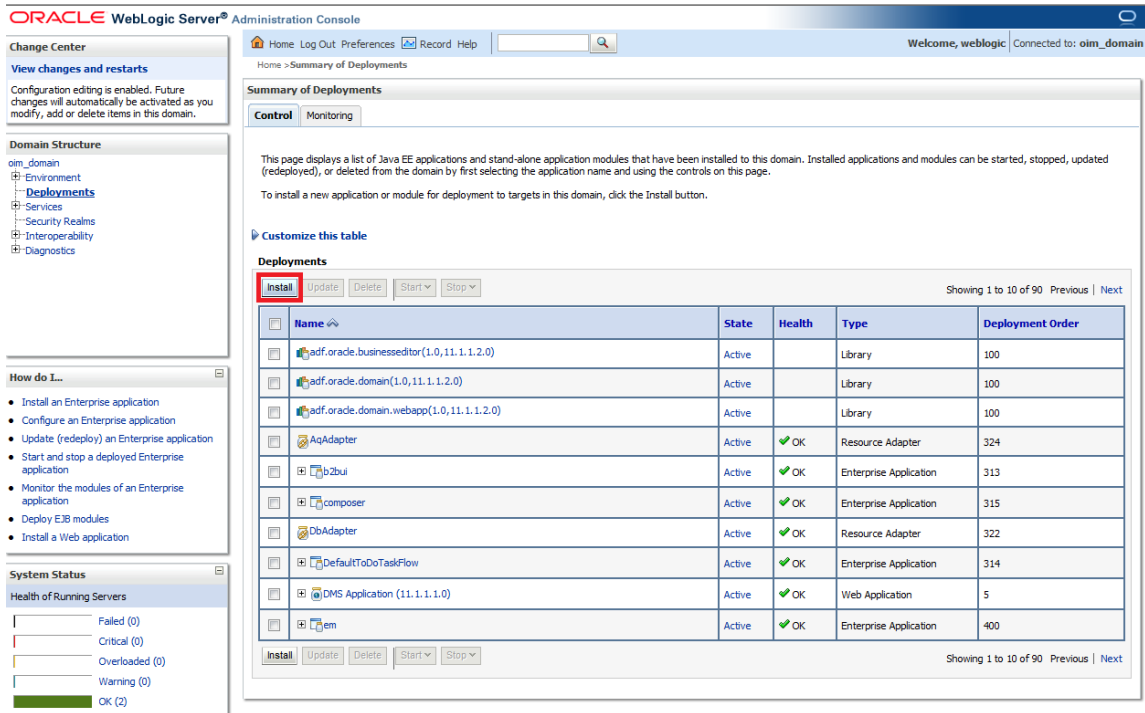 ORACLE WebLogic Server® Administration Console
Change Center
View changes and restarts
Configuration editing is enabled. Future
changes will automatically be activated as you
modify, add or delete items in this domain.
Domain Structure
oim_domain
Environment
Deployments
Services
Security Realms
Interoperability
Diagnostics
How do I...
Install an Enterprise application
Configure an Enterprise application
Update (redeploy) an Enterprise application
Start and stop a deployed Enterprise
application
Monitor the modules of an Enterprise
application
Deploy EJB modules
Install a Web application
System Status
Health of Running Servers
Failed (0)
Critical (0)
Overloaded (0)
Warning (0)
OK (2)
Home Log Out Preferences Record Help
Welcome, weblogic Connected to: oim_domain
Home >Summary of Deployments
Summary of Deployments
Control Monitoring
This page displays a list of Java EE applications and stand-alone application modules that have been installed to this domain. Installed applications and modules can be started, stopped, updated
(redeployed), or deleted from the domain by first selecting the application name and using the controls on this page.
To install a new application or module for deployment to targets in this domain, click the Install button.
Customize this table
Deployments
Install Update Delete Start Stop Showing 1 to 10 of 90 Previous | Next
Name State Health Type Deployment Order
adf.oracle.businesseditor(1.0,11.1.1.2.0) Active Library 100
adf.oracle.domain(1.0,11.1.1.2.0) Active Library 100
adf.oracle.domain.webapp(1.0,11.1.1.2.0) Active Library 100
AqAdapter Active OK Resource Adapter 324
b2bui Active OK Enterprise Application 313
composer Active OK Enterprise Application 315
DbAdapter Active OK Resource Adapter 322
DefaultToDoTaskFlow Active OK Enterprise Application 314
DMS Application (11.1.1.1.0) Active OK Web Application 5
em Active OK Enterprise Application 400
Install Update Delete Start Stop Showing 1 to 10 of 90 Previous | Next